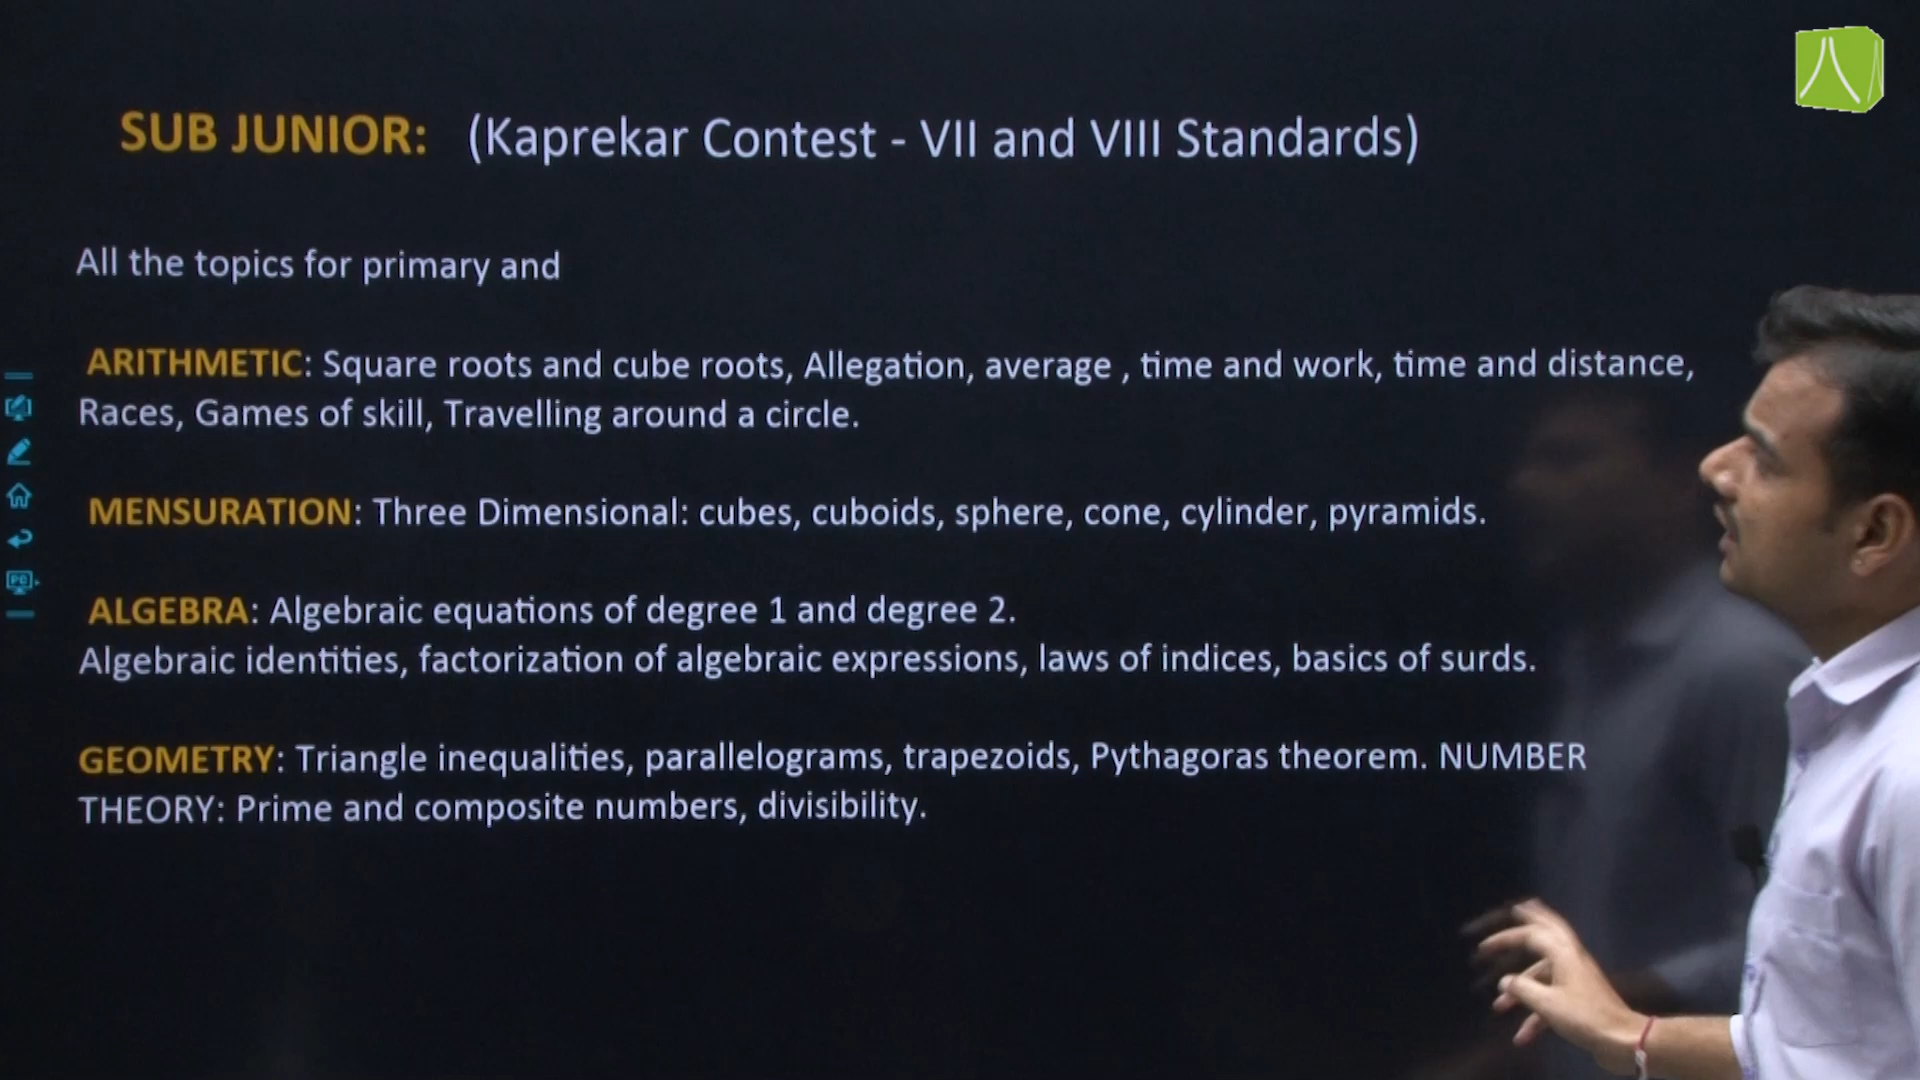 SUB JUNIOR: (Kaprekar Contest - VII and VIII Standards)
All the topics for primary and
ARITHMETIC: Square roots and cube roots, Allegation, average , time and work, time and distance,
Races, Games of skill, Travelling around a circle.
MENSURATION: Three Dimensional: cubes, cuboids, sphere, cone, cylinder, pyramids.
ALGEBRA: Algebraic equations of degree 1 and degree 2.
Algebraic identities, factorization of algebraic expressions, laws of indices, basics of surds.
GEOMETRY: Triangle inequalities, parallelograms, trapezoids, Pythagoras theorem. NUMBER
THEORY: Prime and composite numbers, divisibility.
PC